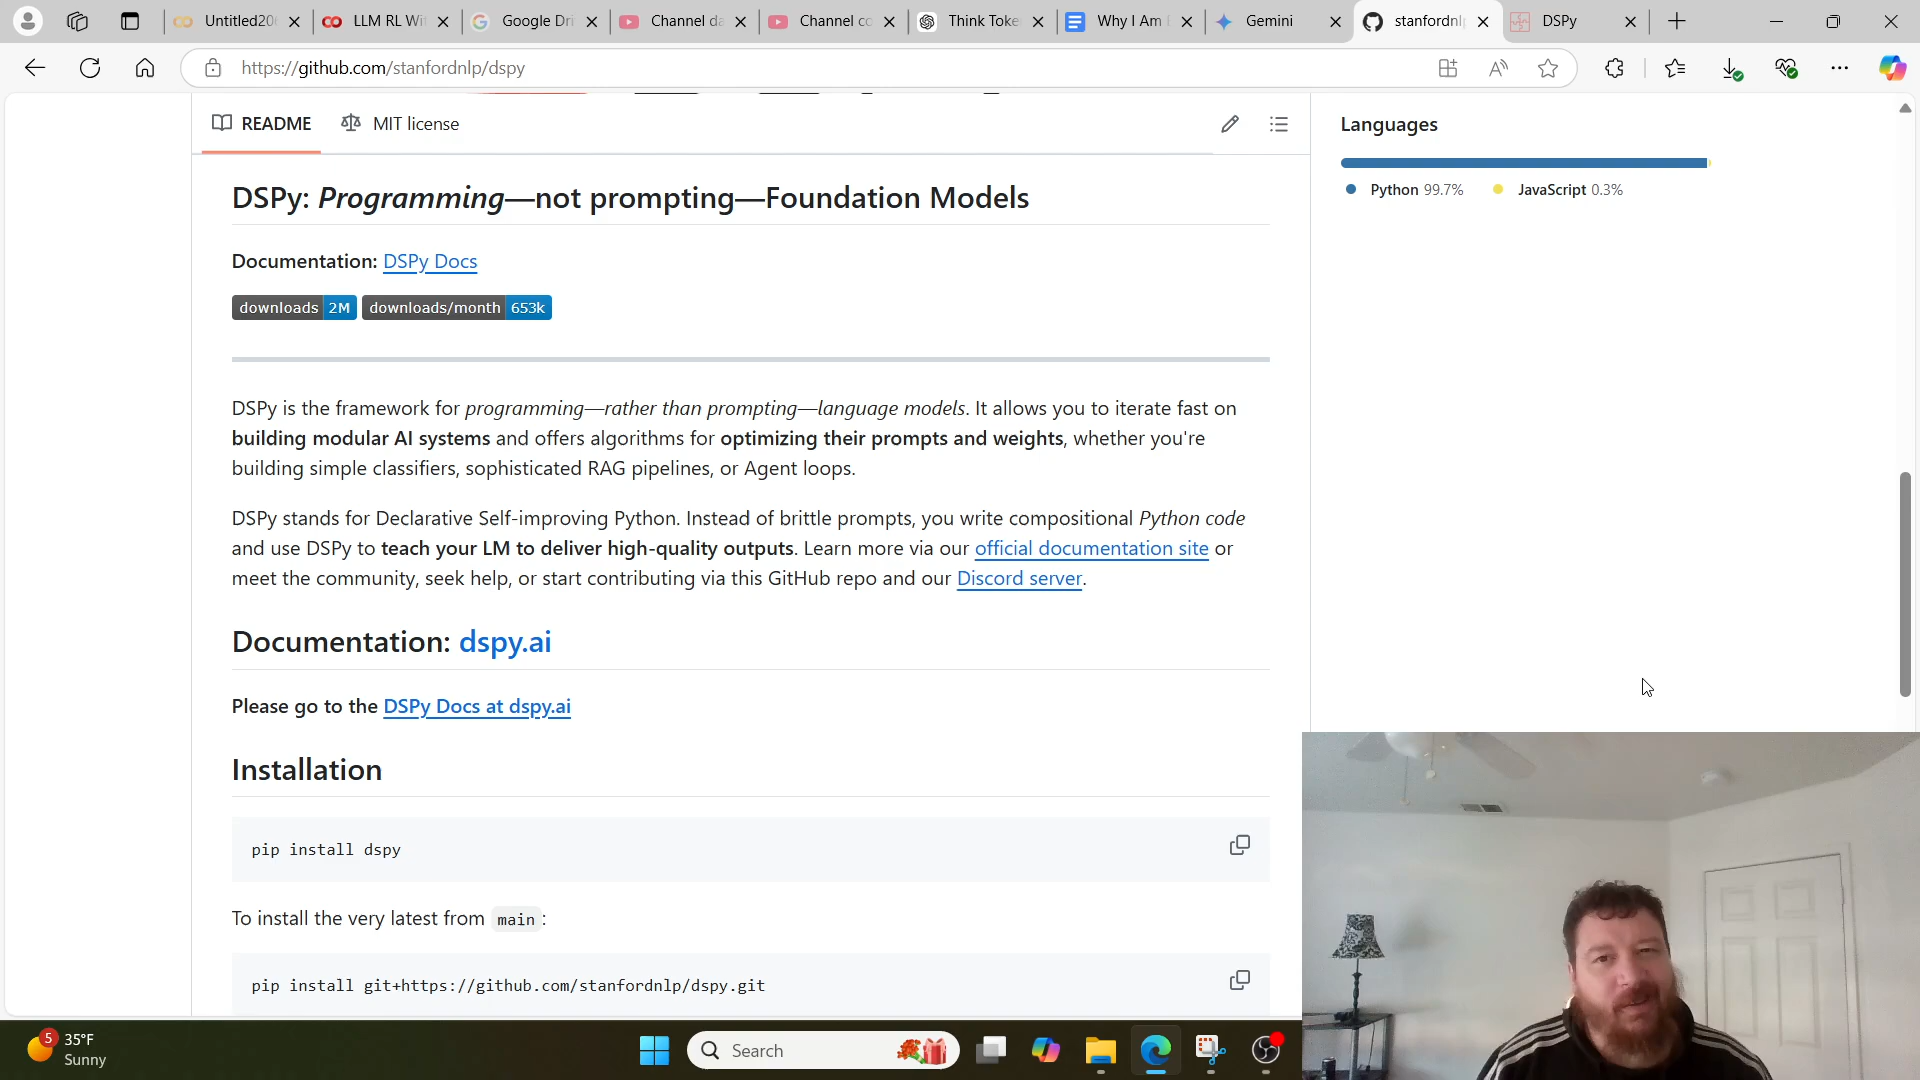 Untitled20
LLM RL Wi
Google Dri
Channel da
Channel co
Think Toke
Why I Am
Gemini
stanfordnl
DSPy
https://github.com/stanfordnlp/dspy
README
MIT license
DSPy: Programming—not prompting—Foundation Models
Documentation: DSPy Docs
downloads 2M downloads/month 653k
DSPy is the framework for programming—rather than prompting—language models. It allows you to iterate fast on
building modular AI systems and offers algorithms for optimizing their prompts and weights, whether you're
building simple classifiers, sophisticated RAG pipelines, or Agent loops.
DSPy stands for Declarative Self-improving Python. Instead of brittle prompts, you write compositional Python code
and use DSPy to teach your LM to deliver high-quality outputs. Learn more via our official documentation site or
meet the community, seek help, or start contributing via this GitHub repo and our Discord server.
Documentation: dspy.ai
Please go to the DSPy Docs at dspy.ai
Installation
pip install dspy
To install the very latest from main:
pip install git+https://github.com/stanfordnlp/dspy.git
Languages
Python 99.7% JavaScript 0.3%
5
35°F
Sunny
Search